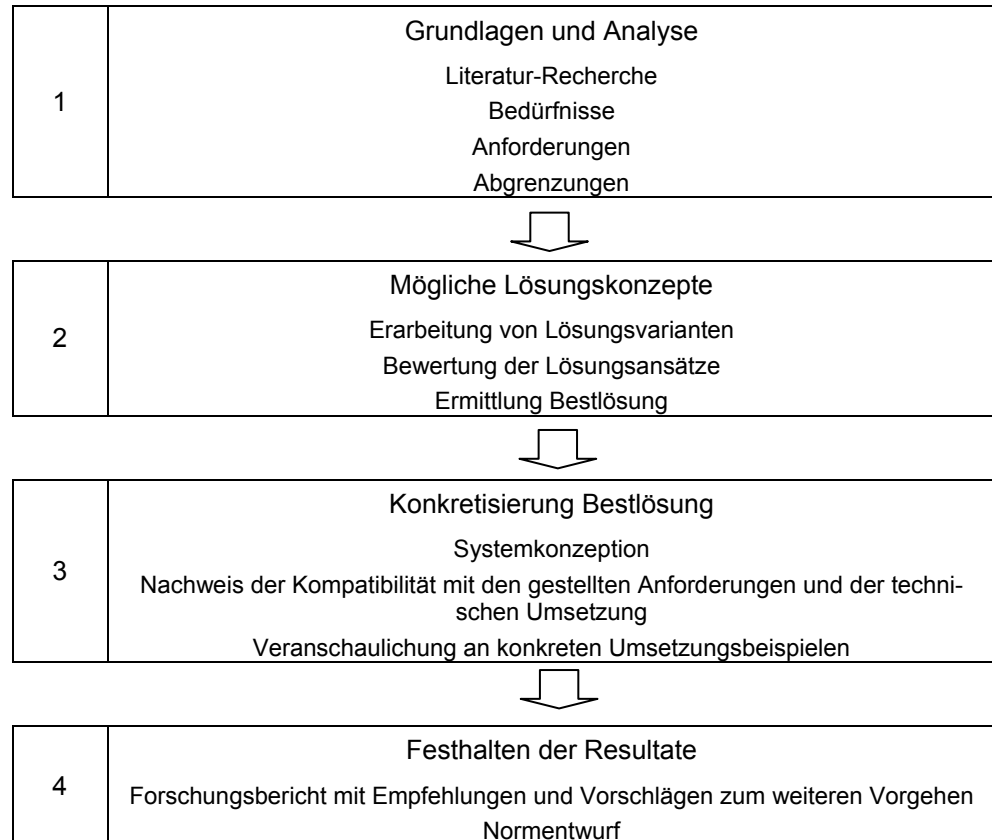 Grundlagen und Analyse
Literatur-Recherche
1
Bedürfnisse
Anforderungen
Abgrenzungen
Mögliche Lösungskonzepte
2
Erarbeitung von Lösungsvarianten
Bewertung der Lösungsansätze
Ermittlung Bestlösung
Konkretisierung Bestlösung
Systemkonzeption
3
Nachweis der Kompatibilität mit den gestellten Anforderungen und der techni-
schen Umsetzung
Veranschaulichung an konkreten Umsetzungsbeispielen
Festhalten der Resultate
4
Forschungsbericht mit Empfehlungen und Vorschlägen zum weiteren Vorgehen
Normentwurf